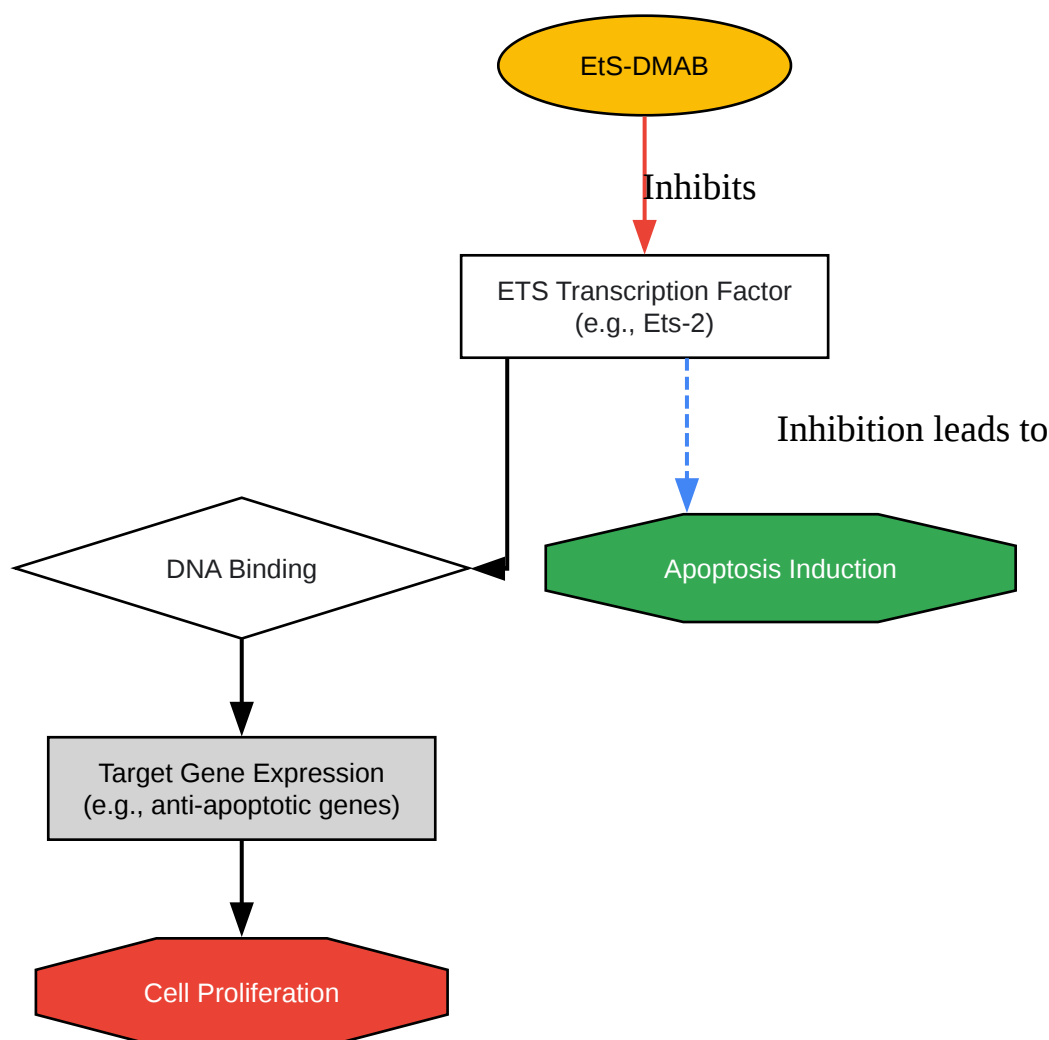 EtS-DMAB
Inhibits
ETS Transcription Factor
(e.g., Ets-2)
Inhibition leads to
DNA Binding
Apoptosis Induction
Target Gene Expression
(e.g., anti-apoptotic genes)
Cell Proliferation